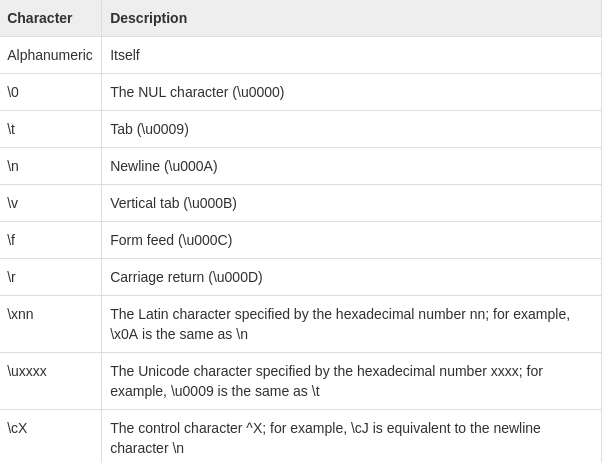 Character Description
Alphanumeric Itself
\0 The NUL character (\u0000)
\t Tab (\u0009)
\n Newline (\u000A)
\v Vertical tab (\u000B)
\f Form feed (\u000C)
\r Carriage return (\u000D)
\xnn The Latin character specified by the hexadecimal number nn; for example,
\x0A is the same as \n
\uxxxx The Unicode character specified by the hexadecimal number xxxx; for
example, \u0009 is the same as \t
\cX The control character ^X; for example, \cJ is equivalent to the newline
character \n